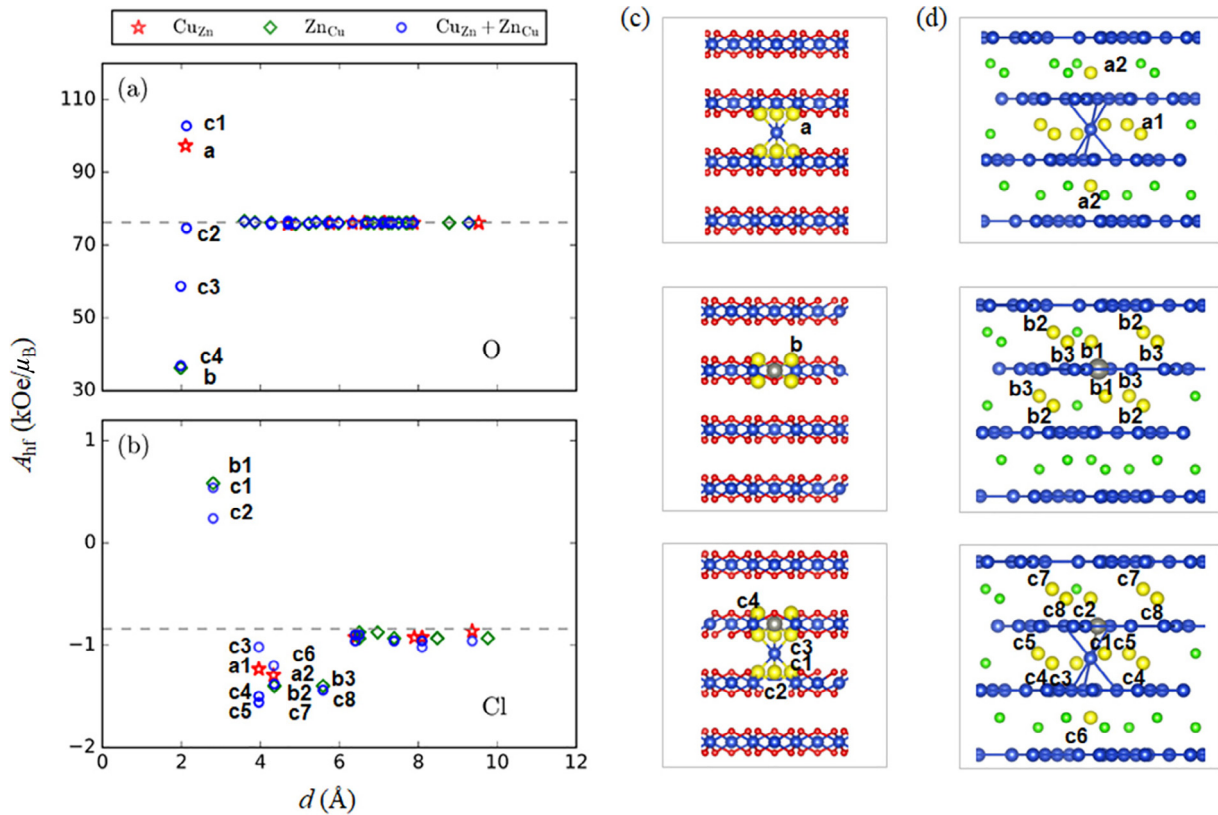 Cu_Zn Zn_Cu Cu_Zn + Zn_Cu
(a)
110
90
70
50
30
c1
a
c2
c3
c4
b
O
A_hf (kOe/μ_B)
(b)
1
0
−1
−2
b1
c1
c2
c3
a1
c4
c5
c6
a2
b2
c7
b3
c8
Cl
0 2 4 6 8 10 12
d (Å)
(c)
a
b
c4
c3
c1
c2
(d)
a2
a1
a2
b2 b2
b3 b1 b3
b3 b1 b3
b2 b2
c7 c7
c8 c2 c8
c5 c1 c5
c4 c3 c4
c6